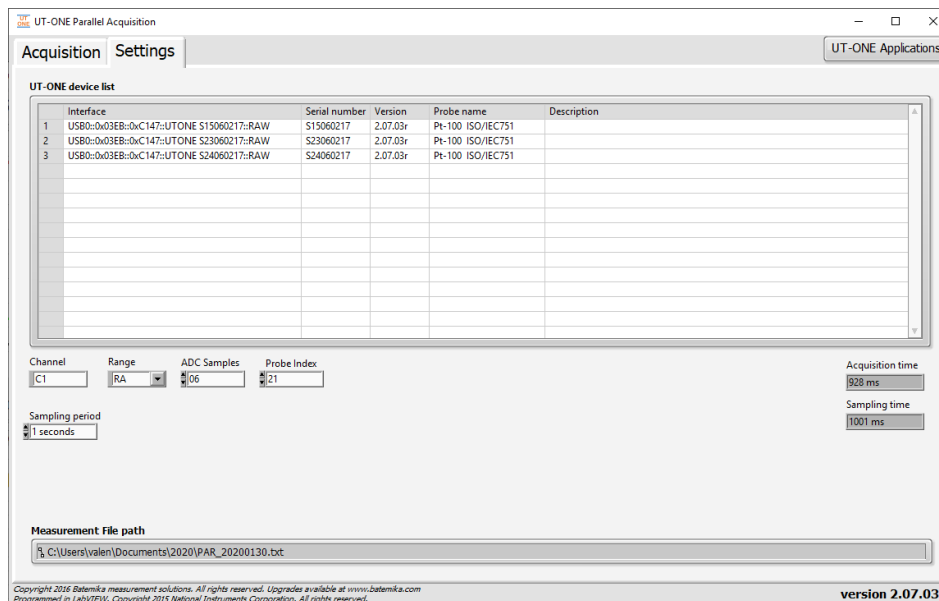 UT ONE UT-ONE Parallel Acquisition
Acquisition Settings UT-ONE Applications
UT-ONE device list
Interface Serial number Version Probe name Description
1 USB0::0x03EB::0xC147::UTONE S15060217::RAW S15060217 2.07.03r Pt-100 ISO/IEC751
2 USB0::0x03EB::0xC147::UTONE S23060217::RAW S23060217 2.07.03r Pt-100 ISO/IEC751
3 USB0::0x03EB::0xC147::UTONE S24060217::RAW S24060217 2.07.03r Pt-100 ISO/IEC751
Channel Range ADC Samples Probe Index Acquisition time
C1 RA 06 21 928 ms
Sampling period Sampling time
1 seconds 1001 ms
Measurement File path
C:\Users\valen\Documents\2020\PAR_20200130.txt
Copyright 2016 Batemika measurement solutions. All rights reserved. Upgrades available at www.batemika.com
Programmed in LabVIEW. Copyright 2015 National Instruments Corporation. All rights reserved. version 2.07.03